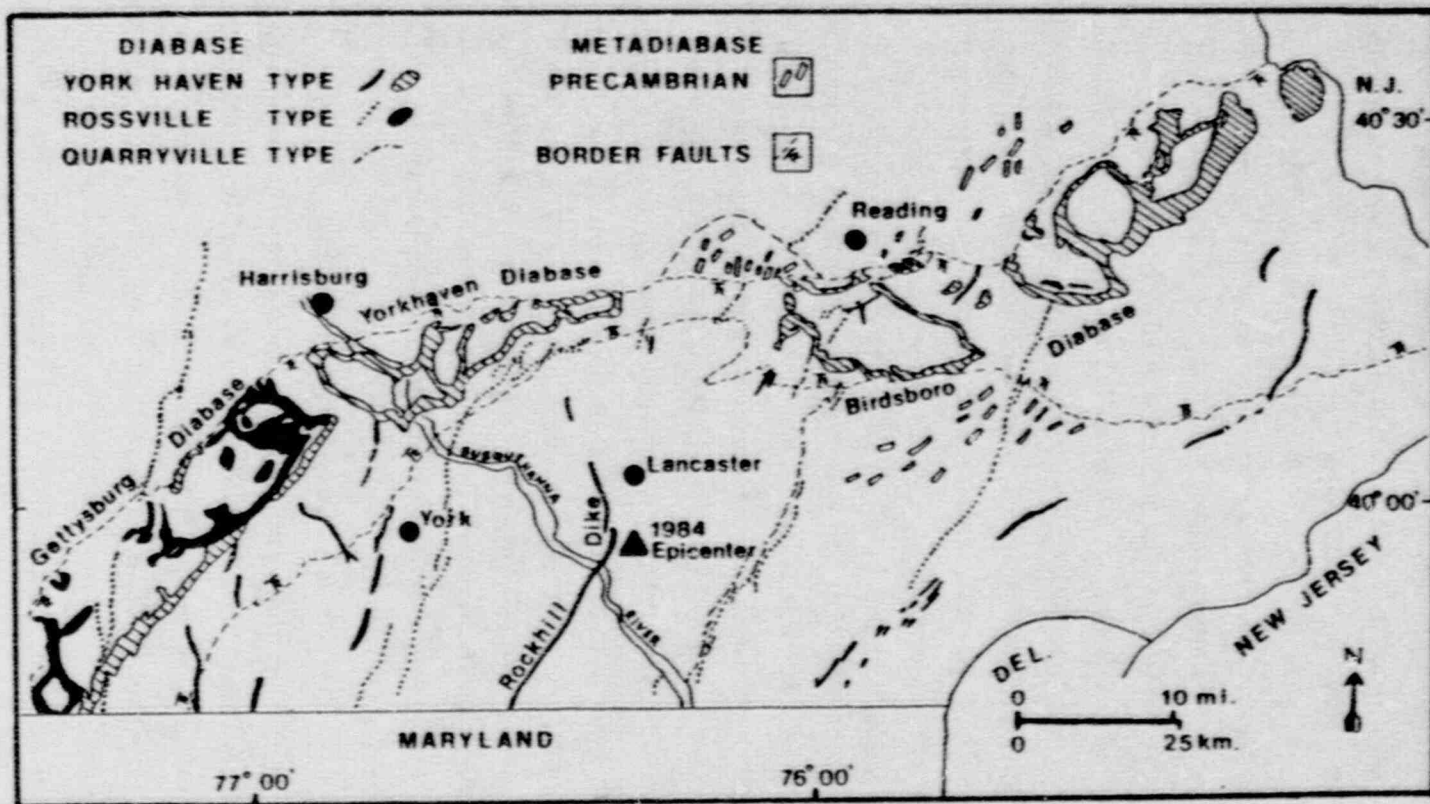 DIABASE
YORK HAVEN TYPE
ROSSVILLE TYPE
QUARRYVILLE TYPE
METADIABASE
PRECAMBRIAN
BORDER FAULTS
N.J.
40°30'
Reading
Harrisburg
Yorkhaven Diabase
Diabase
Birdsboro
Gettysburg Diabase
SUSQUEHANNA
RIVER
Lancaster
York
Rockhill Dike
1984
Epicenter
40°00'
NEW JERSEY
DEL.
N
0 10 mi.
0 25 km.
MARYLAND
77°00'
76°00'